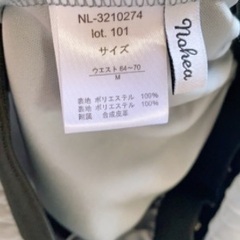 NL-3210274
lot. 101
サイズ
ウエスト64〜70
M
表地 ポリエステル 100%
裏地 ポリエステル 100%
附属 合成皮革
Nohea